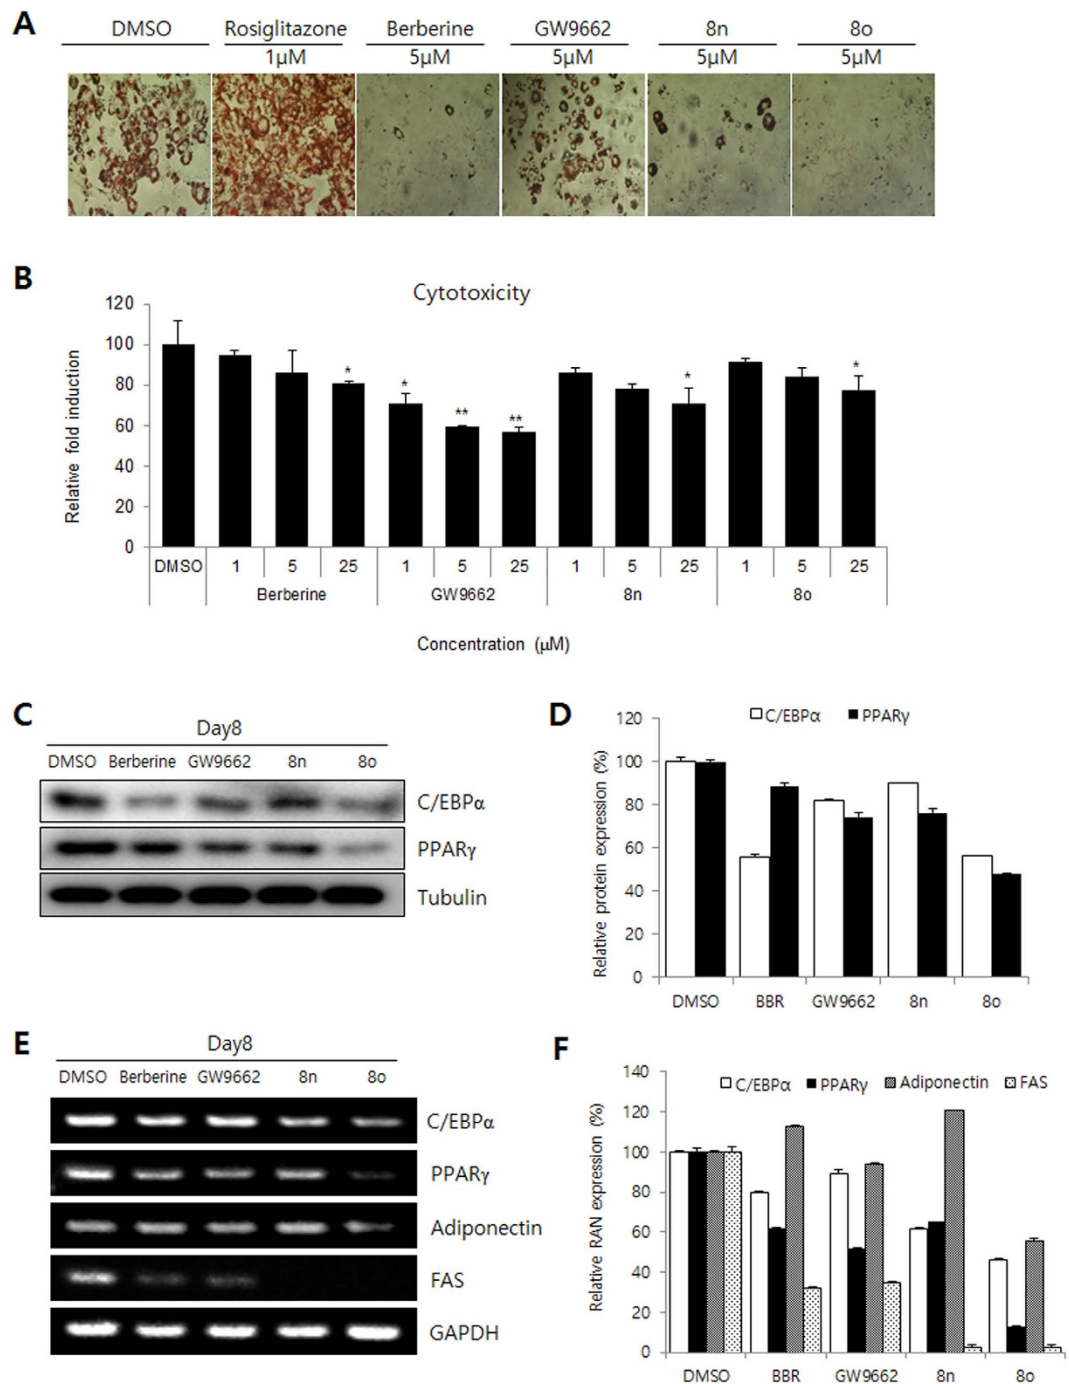 A
DMSO Rosiglitazone Berberine GW9662 8n 8o
1μM 5μM 5μM 5μM 5μM
B
Cytotoxicity
Relative fold induction
120
100
80
60
40
20
0
* * ** ** * *
DMSO 1 5 25 1 5 25 1 5 25 1 5 25
Berberine GW9662 8n 8o
Concentration (μM)
C
Day8
DMSO Berberine GW9662 8n 8o
C/EBPα
PPARγ
Tubulin
D
C/EBPα PPARγ
Relative protein expression (%)
120
100
80
60
40
20
0
DMSO BBR GW9662 8n 8o
E
Day8
DMSO Berberine GW9662 8n 8o
C/EBPα
PPARγ
Adiponectin
FAS
GAPDH
F
C/EBPα PPARγ Adiponectin FAS
Relative RAN expression (%)
140
120
100
80
60
40
20
0
DMSO BBR GW9662 8n 8o